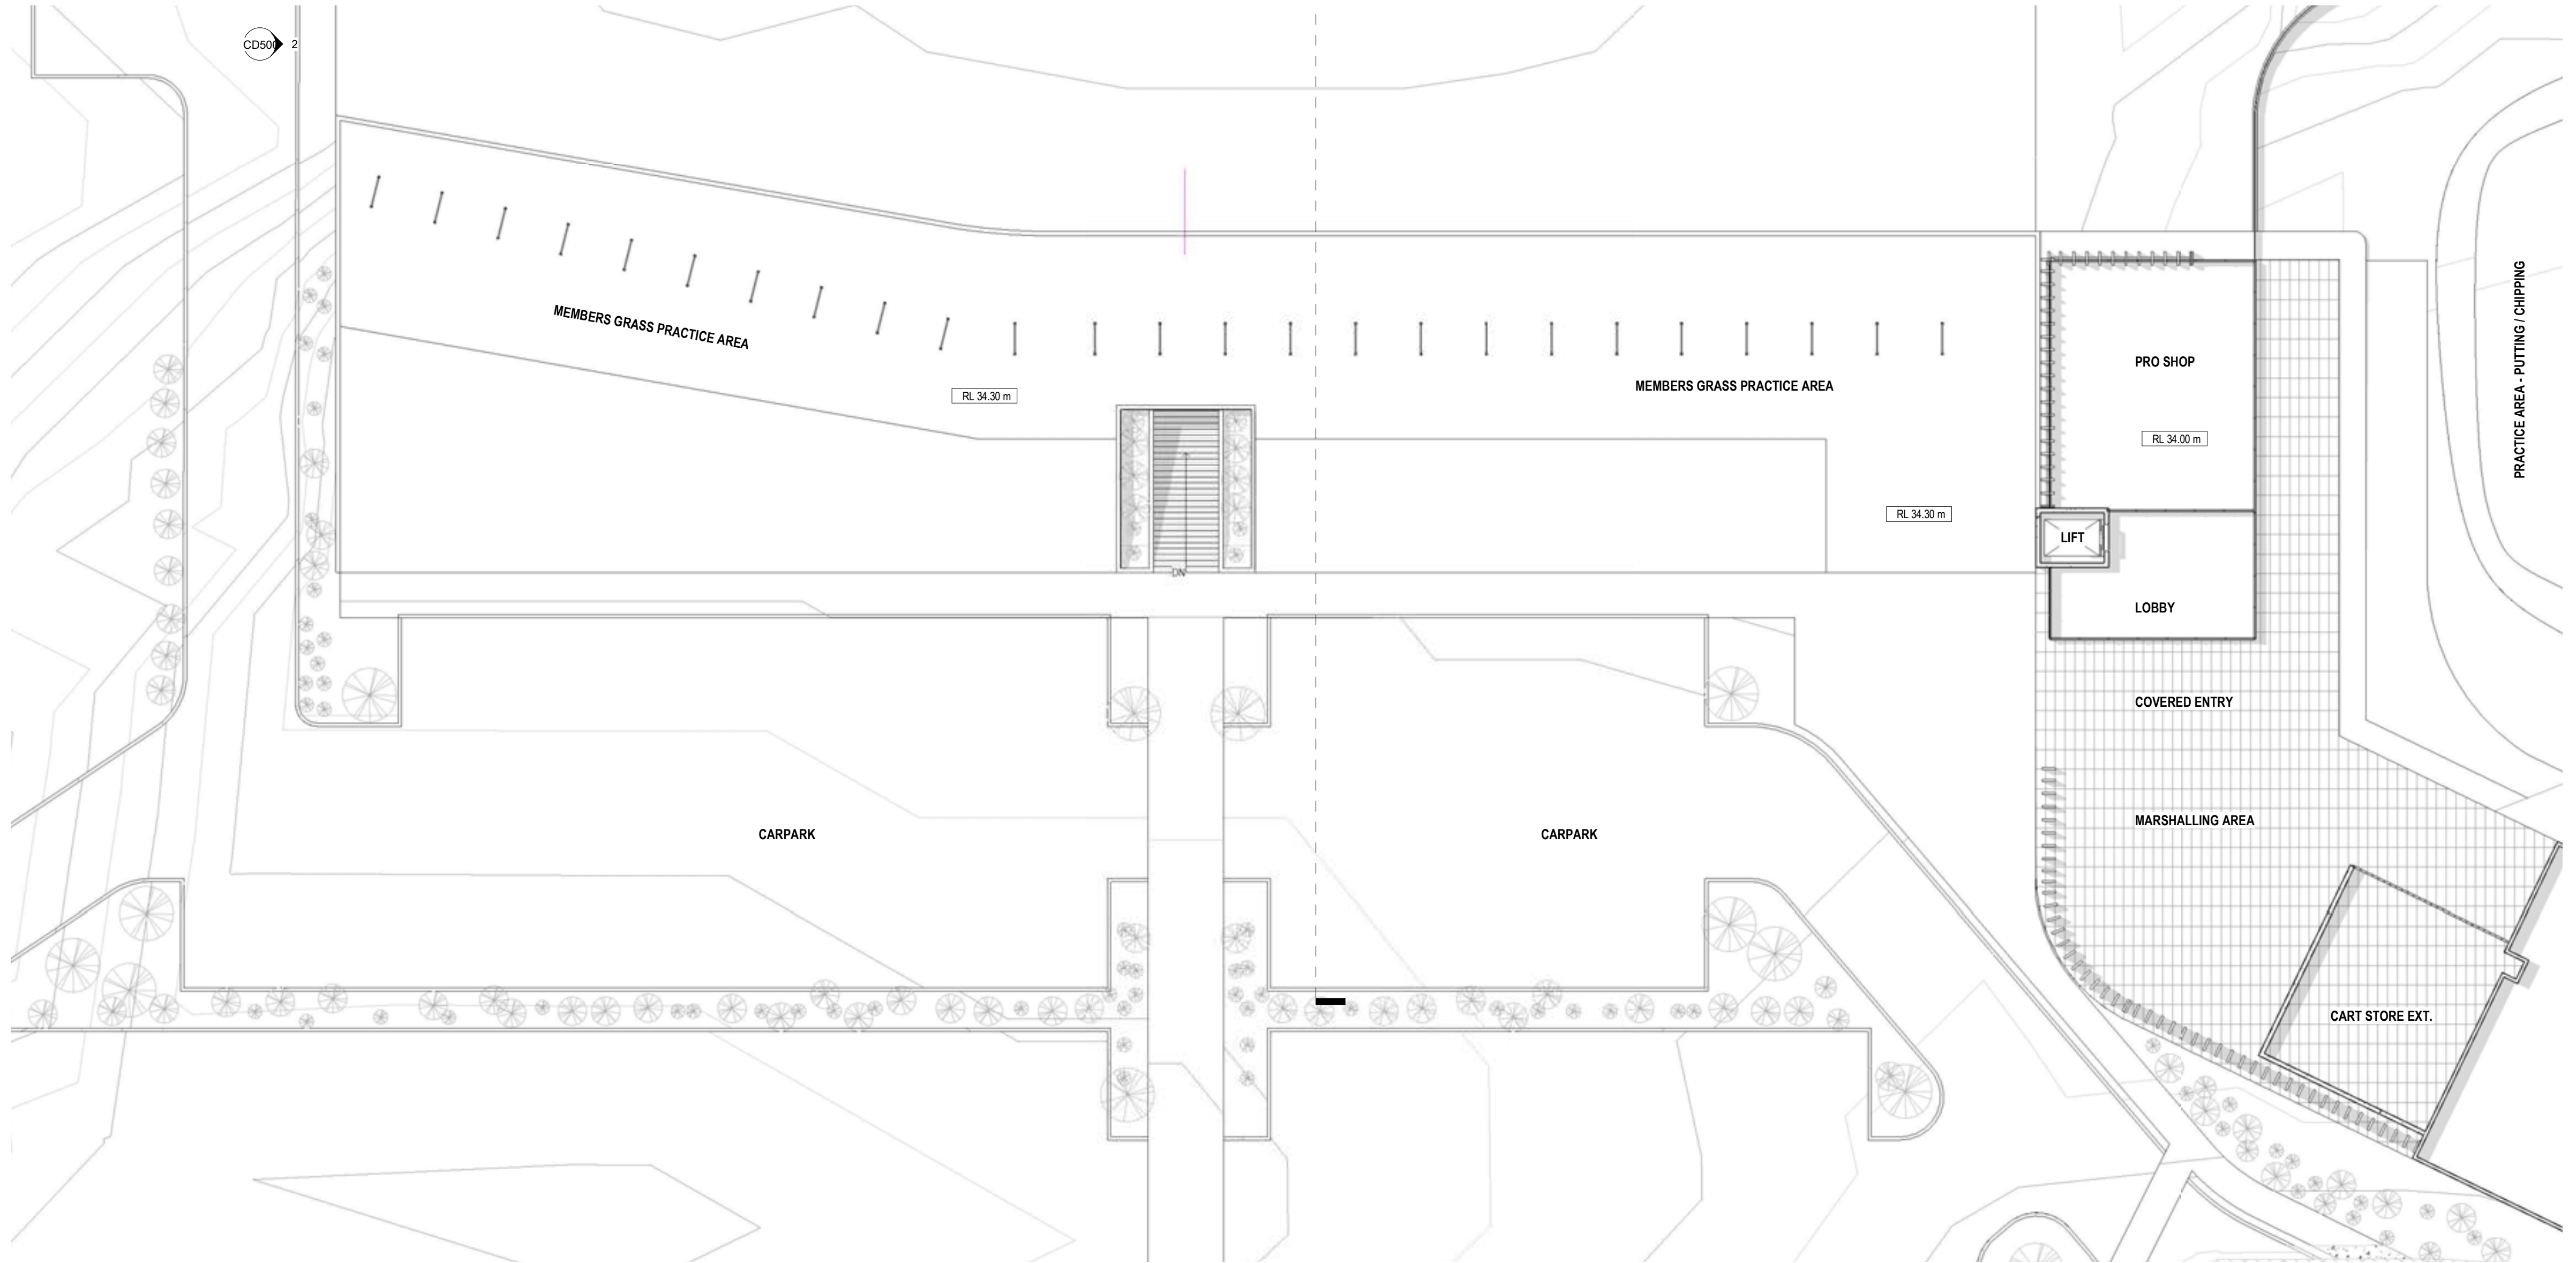 CD500 2
PRACTICE AREA - PUTTING / CHIPPING
MEMBERS GRASS PRACTICE AREA
PRO SHOP
MEMBERS GRASS PRACTICE AREA
RL 34.30 m
RL 34.00 m
RL 34.30 m
LIFT
DN
LOBBY
COVERED ENTRY
MARSHALLING AREA
CARPARK
CARPARK
CART STORE EXT.